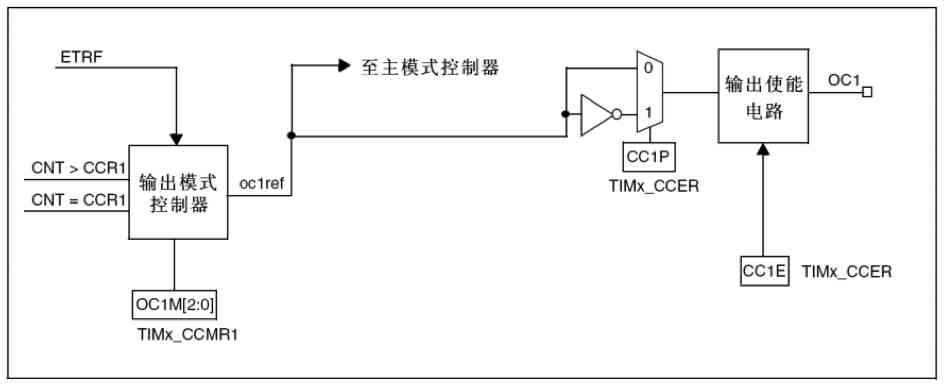 ETRF
至主模式控制器
0
1
输出使能
电路
OC1
CC1P
TIMx_CCER
CNT > CCR1
CNT = CCR1
输出模式
控制器
oc1ref
CC1E
TIMx_CCER
OC1M[2:0]
TIMx_CCMR1